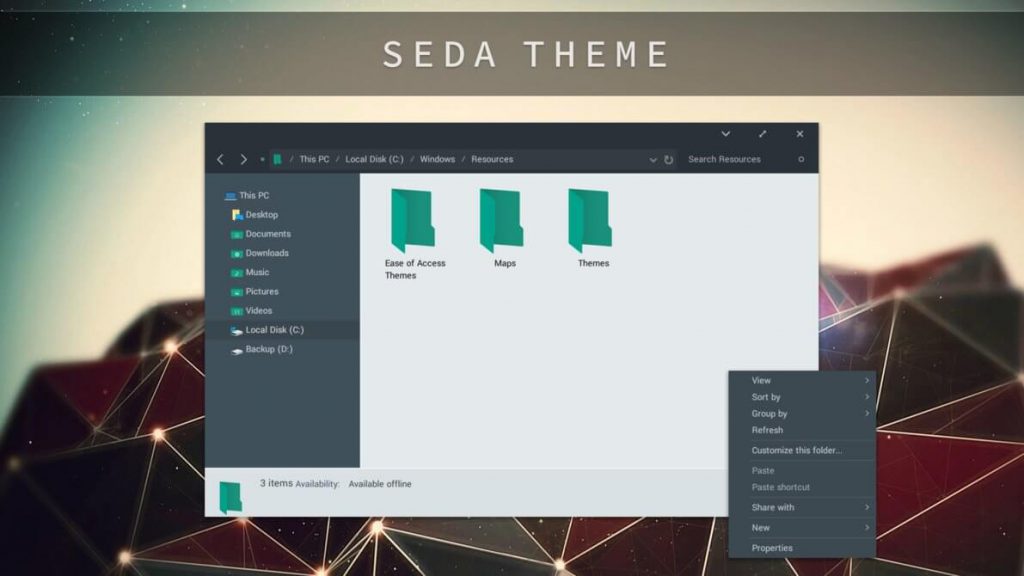 SEDA THEME
/ This PC / Local Disk (C:) / Windows / Resources
Search Resources
This PC
Desktop
Documents
Downloads
Music
Pictures
Videos
Local Disk (C:)
Backup (D:)
Ease of Access
Themes
Maps
Themes
View
Sort by
Group by
Refresh
Customize this folder...
Paste
Paste shortcut
Share with
New
Properties
3 items Availability: Available offline